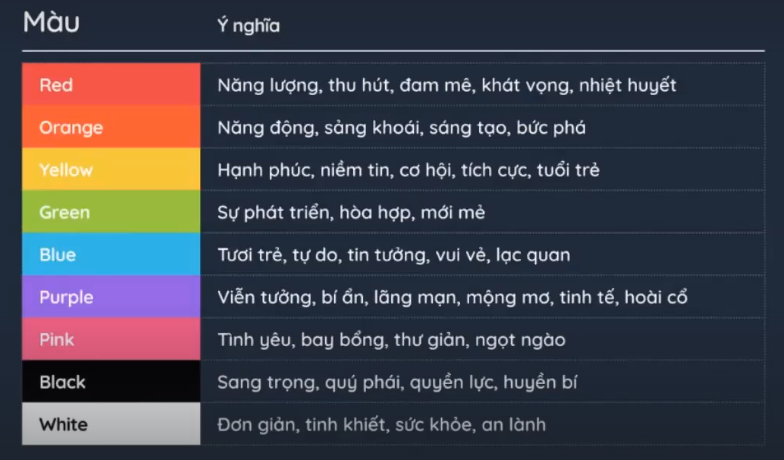 Màu Ý nghĩa
Red Năng lượng, thu hút, đam mê, khát vọng, nhiệt huyết
Orange Năng động, sảng khoái, sáng tạo, bức phá
Yellow Hạnh phúc, niềm tin, cơ hội, tích cực, tuổi trẻ
Green Sự phát triển, hòa hợp, mới mẻ
Blue Tươi trẻ, tự do, tin tưởng, vui vẻ, lạc quan
Purple Viễn tưởng, bí ẩn, lãng mạn, mộng mơ, tinh tế, hoài cổ
Pink Tình yêu, bay bổng, thư giản, ngọt ngào
Black Sang trọng, quý phái, quyền lực, huyền bí
White Đơn giản, tinh khiết, sức khỏe, an lành